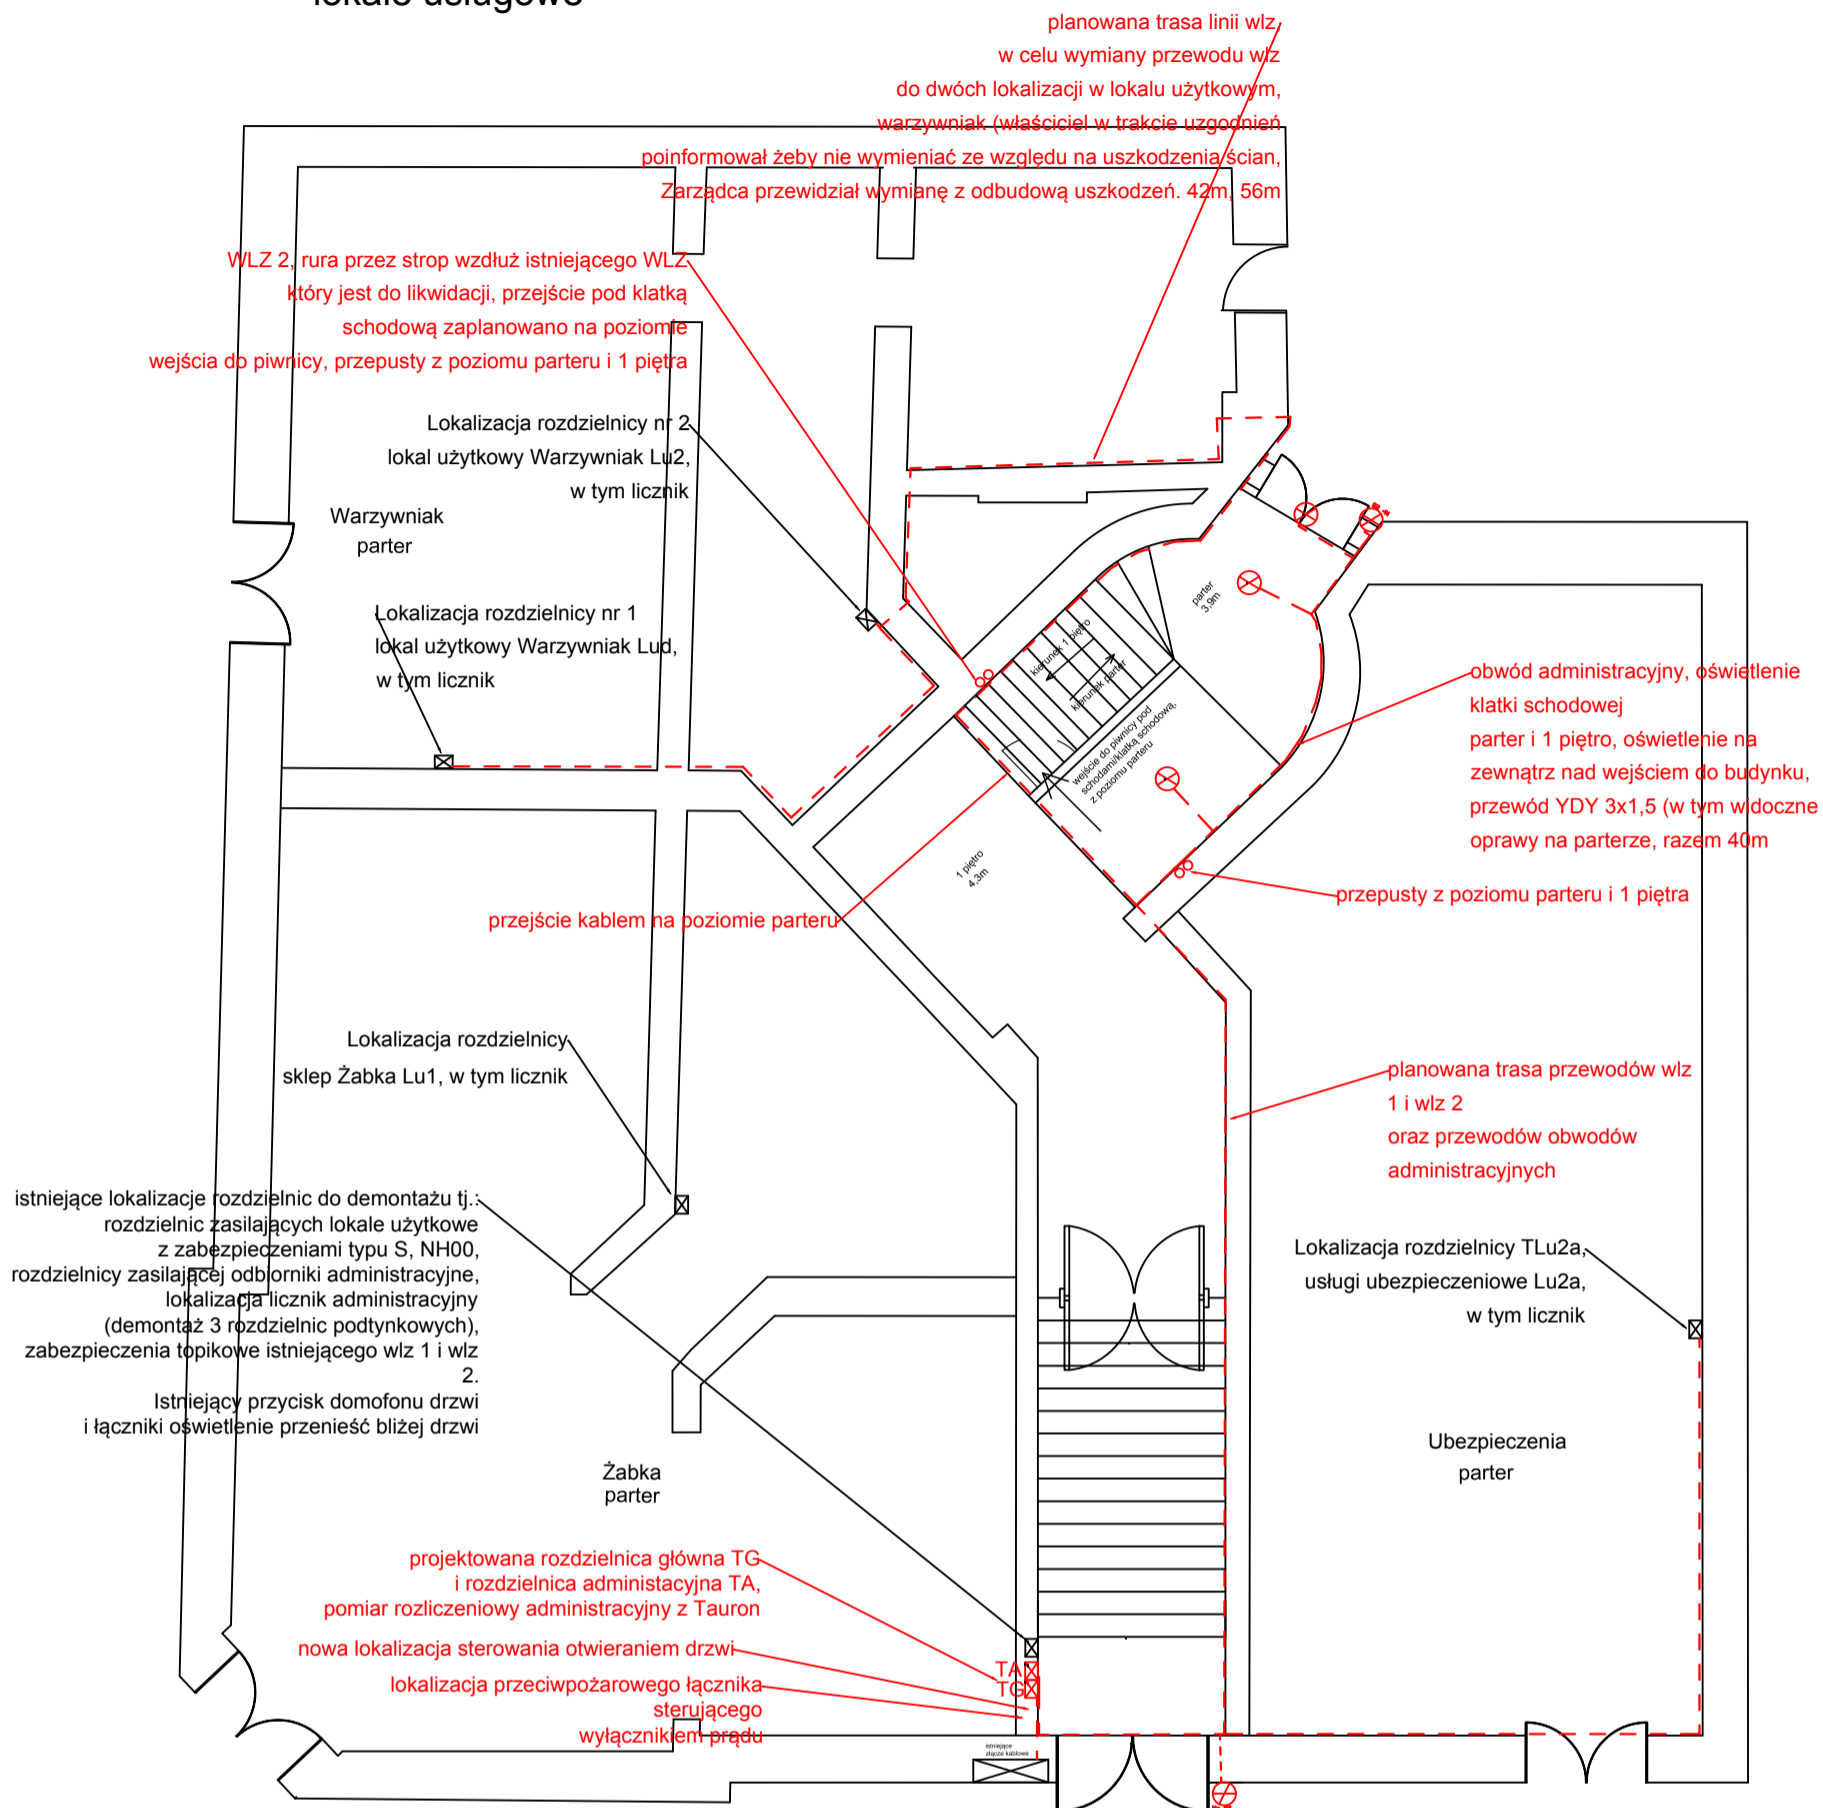 lokale usługowe
planowana trasa linii wlz,
w celu wymiany przewodu wlz
do dwóch lokalizacji w lokalu użytkowym,
warzywniak (właściciel w trakcie uzgodnień
poinformował żeby nie wymieniać ze względu na uszkodzenia ścian,
Zarządca przewidział wymianę z odbudową uszkodzeń. 42m, 56m
WLZ 2, rura przez strop wzdłuż istniejącego WLZ
który jest do likwidacji, przejście pod klatką
schodową zaplanowano na poziomie
wejścia do piwnicy, przepusty z poziomu parteru i 1 piętra
Lokalizacja rozdzielnicy nr 2
lokal użytkowy Warzywniak Lu2,
w tym licznik
Warzywniak
parter
Lokalizacja rozdzielnicy nr 1
lokal użytkowy Warzywniak Lud,
w tym licznik
parter
3,9m
kierunek 1 piętro
kierunek parter
wejście do piwnicy pod
schodami/klatką schodową,
z poziomu parteru
obwód administracyjny, oświetlenie
klatki schodowej
parter i 1 piętro, oświetlenie na
zewnątrz nad wejściem do budynku,
przewód YDY 3x1,5 (w tym widoczne
oprawy na parterze, razem 40m
1 piętro
4,3m
przejście kablem na poziomie parteru
przepusty z poziomu parteru i 1 piętra
Lokalizacja rozdzielnicy
sklep Żabka Lu1, w tym licznik
planowana trasa przewodów wlz
1 i wlz 2
oraz przewodów obwodów
administracyjnych
istniejące lokalizacje rozdzielnic do demontażu tj.:
rozdzielnic zasilających lokale użytkowe
z zabezpieczeniami typu S, NH00,
rozdzielnicy zasilającej odbiorniki administracyjne,
lokalizacja licznik administracyjny
(demontaż 3 rozdzielnic podtynkowych),
zabezpieczenia topikowe istniejącego wlz 1 i wlz
2.
Istniejący przycisk domofonu drzwi
i łączniki oświetlenie przenieść bliżej drzwi
Lokalizacja rozdzielnicy TLu2a,
usługi ubezpieczeniowe Lu2a,
w tym licznik
Ubezpieczenia
parter
Żabka
parter
projektowana rozdzielnica główna TG
i rozdzielnica administacyjna TA,
pomiar rozliczeniowy administracyjny z Tauron
nowa lokalizacja sterowania otwieraniem drzwi
lokalizacja przeciwpożarowego łącznika
sterującego
wyłącznikiem prądu
TA
TG
istniejące
złącze kablowe